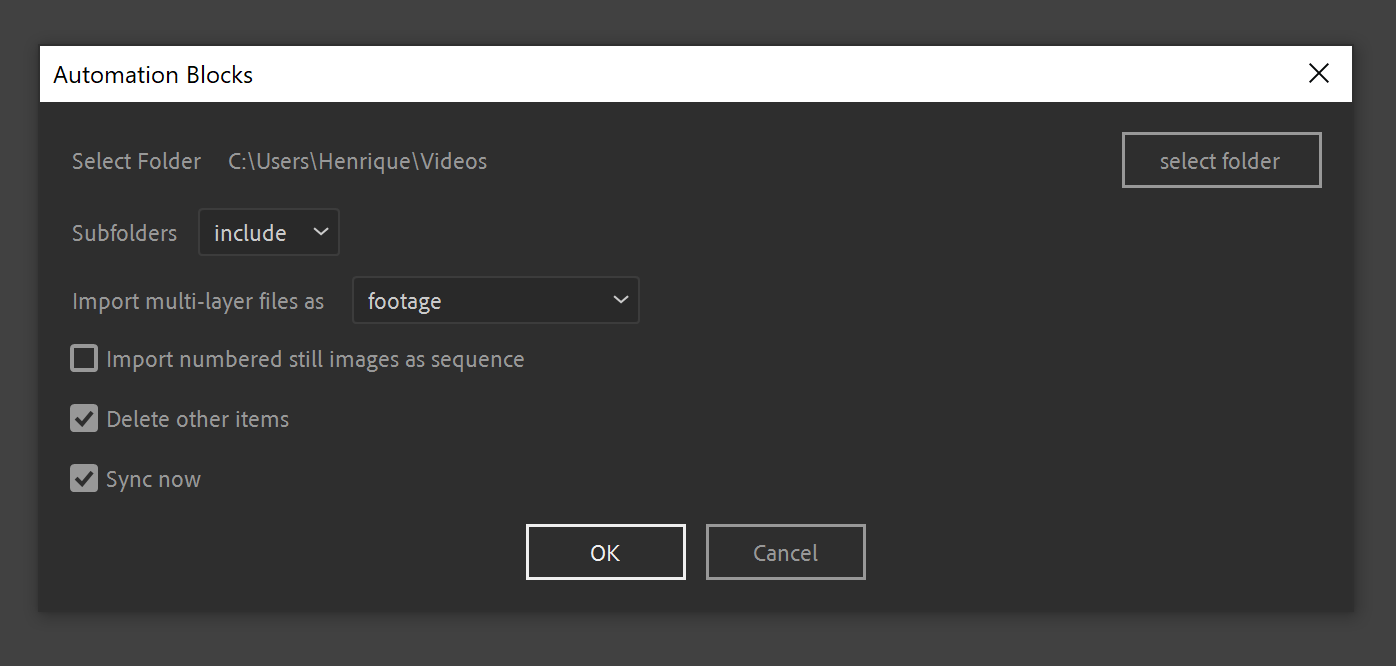 Automation Blocks
Select Folder C:\Users\Henrique\Videos select folder
Subfolders include
Import multi-layer files as footage
Import numbered still images as sequence
Delete other items
Sync now
OK Cancel